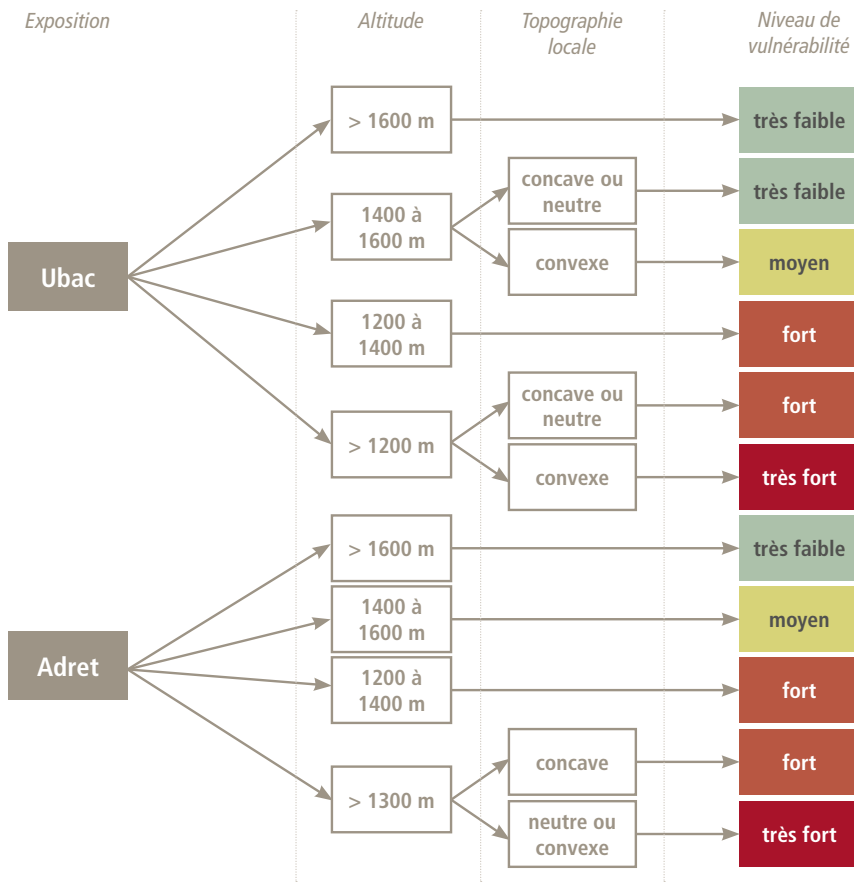 Exposition
Altitude
Topographie
locale
Niveau de
vulnérabilité
Ubac
> 1600 m
très faible
1400 à
1600 m
concave ou
neutre
très faible
convexe
moyen
1200 à
1400 m
fort
> 1200 m
concave ou
neutre
fort
convexe
très fort
Adret
> 1600 m
très faible
1400 à
1600 m
moyen
1200 à
1400 m
fort
> 1300 m
concave
fort
neutre ou
convexe
très fort